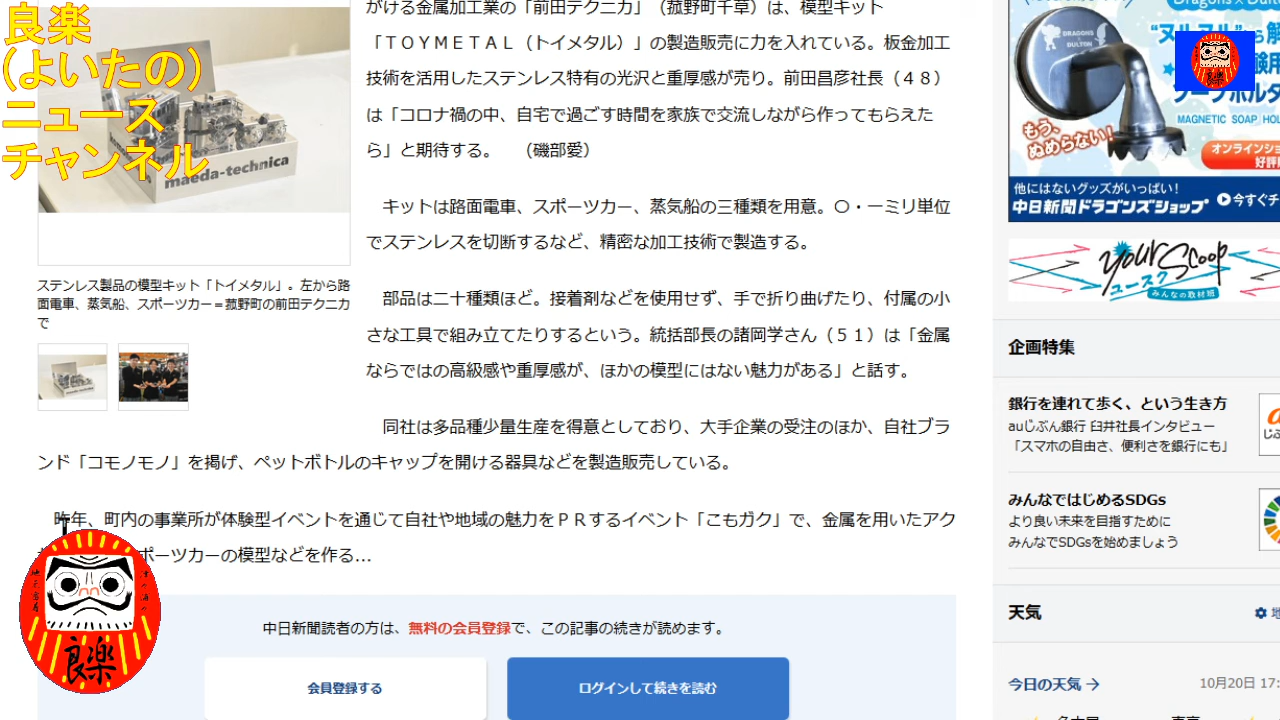 良楽
(よいたの)
ニュース
チャンネル
maeda-technica
ステンレス製品の模型キット「トイメタル」。左から路
面電車、蒸気船、スポーツカー=菰野町の前田テクニカ
で
がける金属加工業の「前田テクニカ」(菰野町千草)は、模型キット
「ＴＯＹＭＥＴＡＬ(トイメタル)」の製造販売に力を入れている。板金加工
技術を活用したステンレス特有の光沢と重厚感が売り。前田昌彦社長(４８)
は「コロナ禍の中、自宅で過ごす時間を家族で交流しながら作ってもらえた
ら」と期待する。　(磯部愛)
キットは路面電車、スポーツカー、蒸気船の三種類を用意。〇・一ミリ単位
でステンレスを切断するなど、精密な加工技術で製造する。
部品は二十種類ほど。接着剤などを使用せず、手で折り曲げたり、付属の小
さな工具で組み立てたりするという。統括部長の諸岡学さん(５１)は「金属
ならではの高級感や重厚感が、ほかの模型にはない魅力がある」と話す。
同社は多品種少量生産を得意としており、大手企業の受注のほか、自社ブラ
ンド「コモノモノ」を掲げ、ペットボトルのキャップを開ける器具などを製造販売している。
昨年、町内の事業所が体験型イベントを通じて自社や地域の魅力をＰＲするイベント「こもガク」で、金属を用いたアク
ポーツカーの模型などを作る...
良楽
中日新聞読者の方は、無料の会員登録で、この記事の続きが読めます。
会員登録する
ログインして続きを読む
DRAGONS
DULTON
もう、
ぬめらない!
MAGNETIC SOAP
オンライン
好評
他にはないグッズがいっぱい!
中日新聞ドラゴンズショップ
今すぐ
良楽
Your Scoop
ユースク
みんなの取材班
企画特集
銀行を連れて歩く、という生き方
auじぶん銀行 臼井社長インタビュー
「スマホの自由さ、便利さを銀行にも」
みんなではじめるSDGs
より良い未来を目指すために
みんなでSDGsを始めましょう
天気
今日の天気→
10月20日 17: